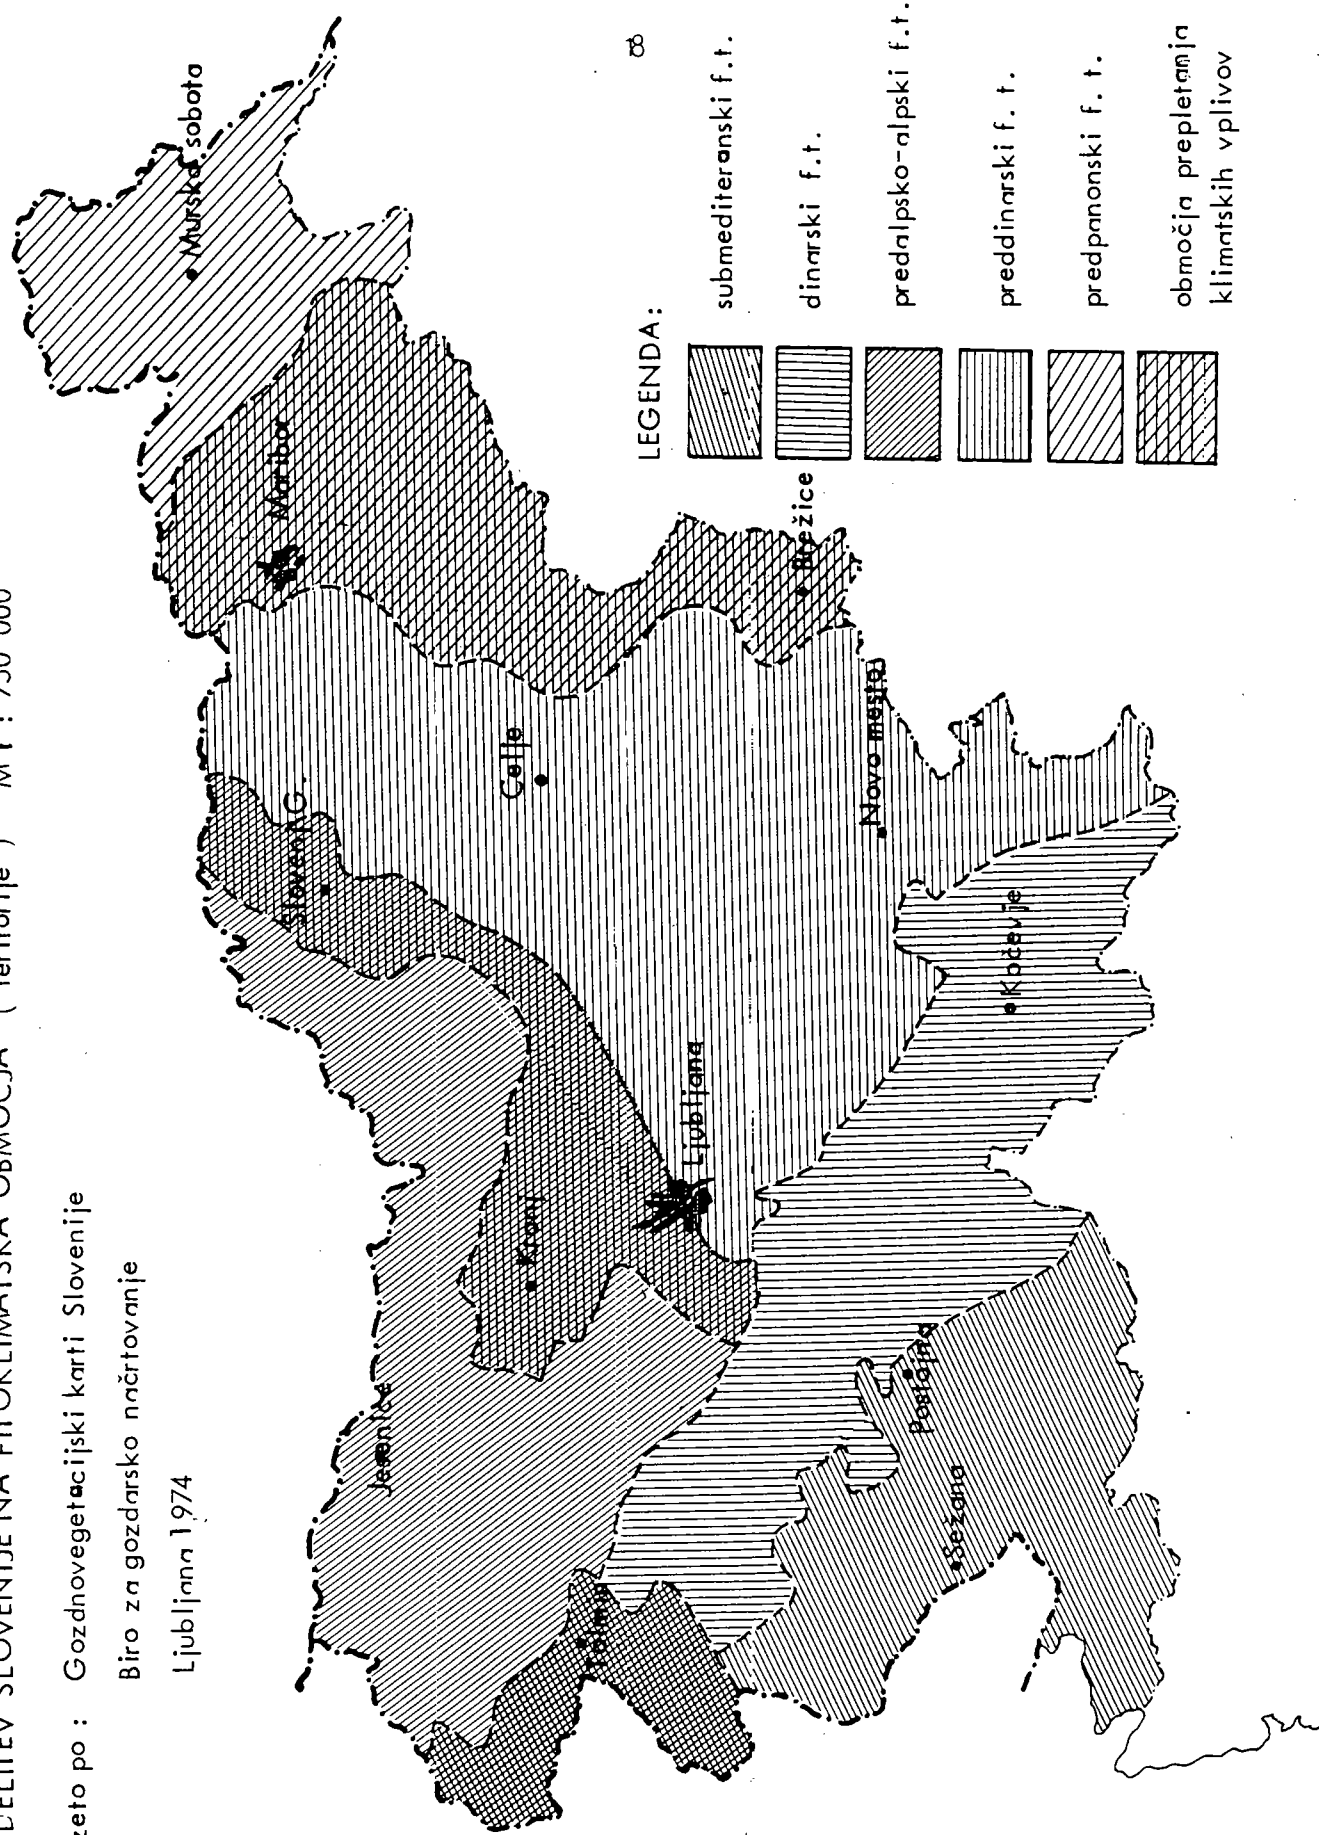 DELITEV SLOVENIJE NA FITOKLIMATSKA OBMOČJA ( Teritorije ) M 1 : 750 000
zeto po : Gozdnovegetacijski karti Slovenije
Biro za gozdarsko načrtovanje
Ljubljana 1974
Murska sobota
Maribor
Slovenj G.
Celje
Brežice
Jesenice
Kranj
Ljubljana
Novo mesto
Tolmin
Kočevje
Postojna
Sežana
18
LEGENDA:
submediteranski f.t.
dinarski f.t.
predalpsko-alpski f.t.
preddinarski f. t.
predpanonski f. t.
območja prepletanja
klimatskih vplivov